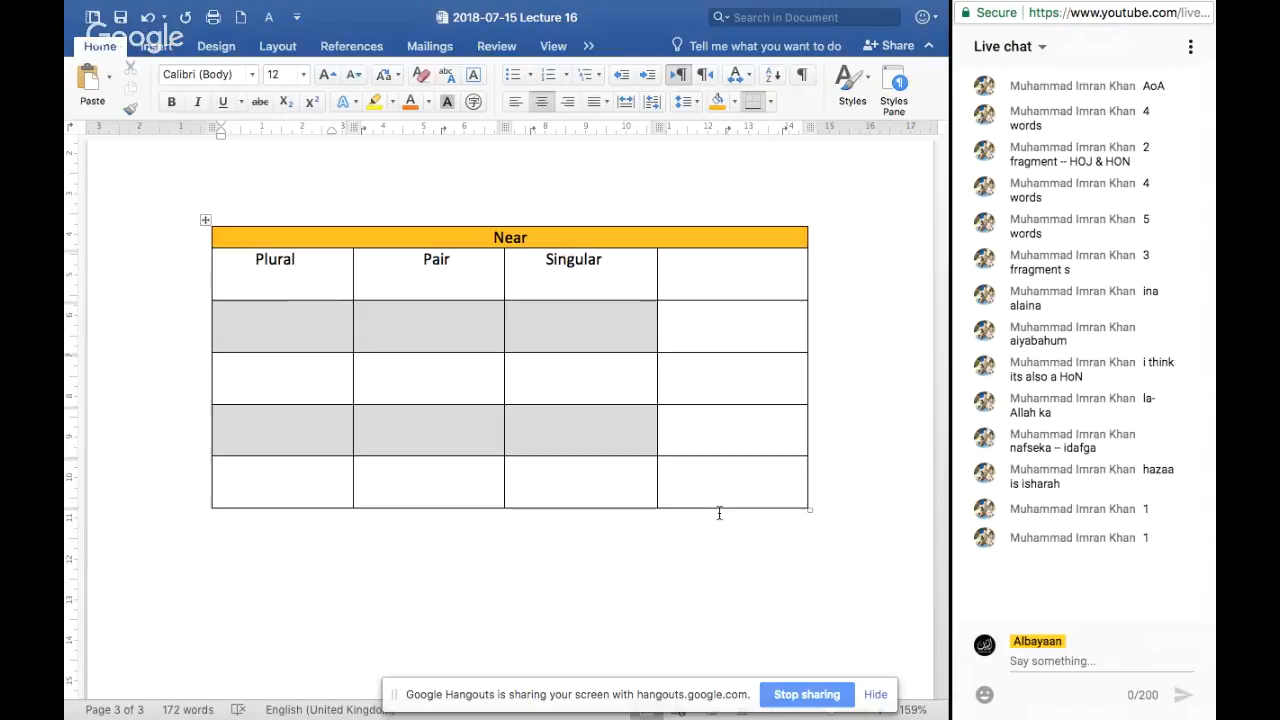 2018-07-15 Lecture 16
Search in Document
Google
Home
Design
Layout
References
Mailings
Review
View
Tell me what you want to do
Share
Paste
Calibri (Body)
12
Styles
Styles
Pane
Near
Plural
Pair
Singular
Google Hangouts is sharing your screen with hangouts.google.com.
Stop sharing
Hide
Page 3 of 3
172 words
English (United Kingdom)
159%
Secure
https://www.youtube.com/live...
Live chat
Muhammad Imran Khan AoA
Muhammad Imran Khan 4
words
Muhammad Imran Khan 2
fragment -- HOJ & HON
Muhammad Imran Khan 4
words
Muhammad Imran Khan 5
words
Muhammad Imran Khan 3
frragment s
Muhammad Imran Khan ina
alaina
Muhammad Imran Khan
aiyabahum
Muhammad Imran Khan i think
its also a HoN
Muhammad Imran Khan la-
Allah ka
Muhammad Imran Khan
nafseka -- idafga
Muhammad Imran Khan hazaa
is isharah
Muhammad Imran Khan 1
Muhammad Imran Khan 1
Albayaan
Say something...
0/200